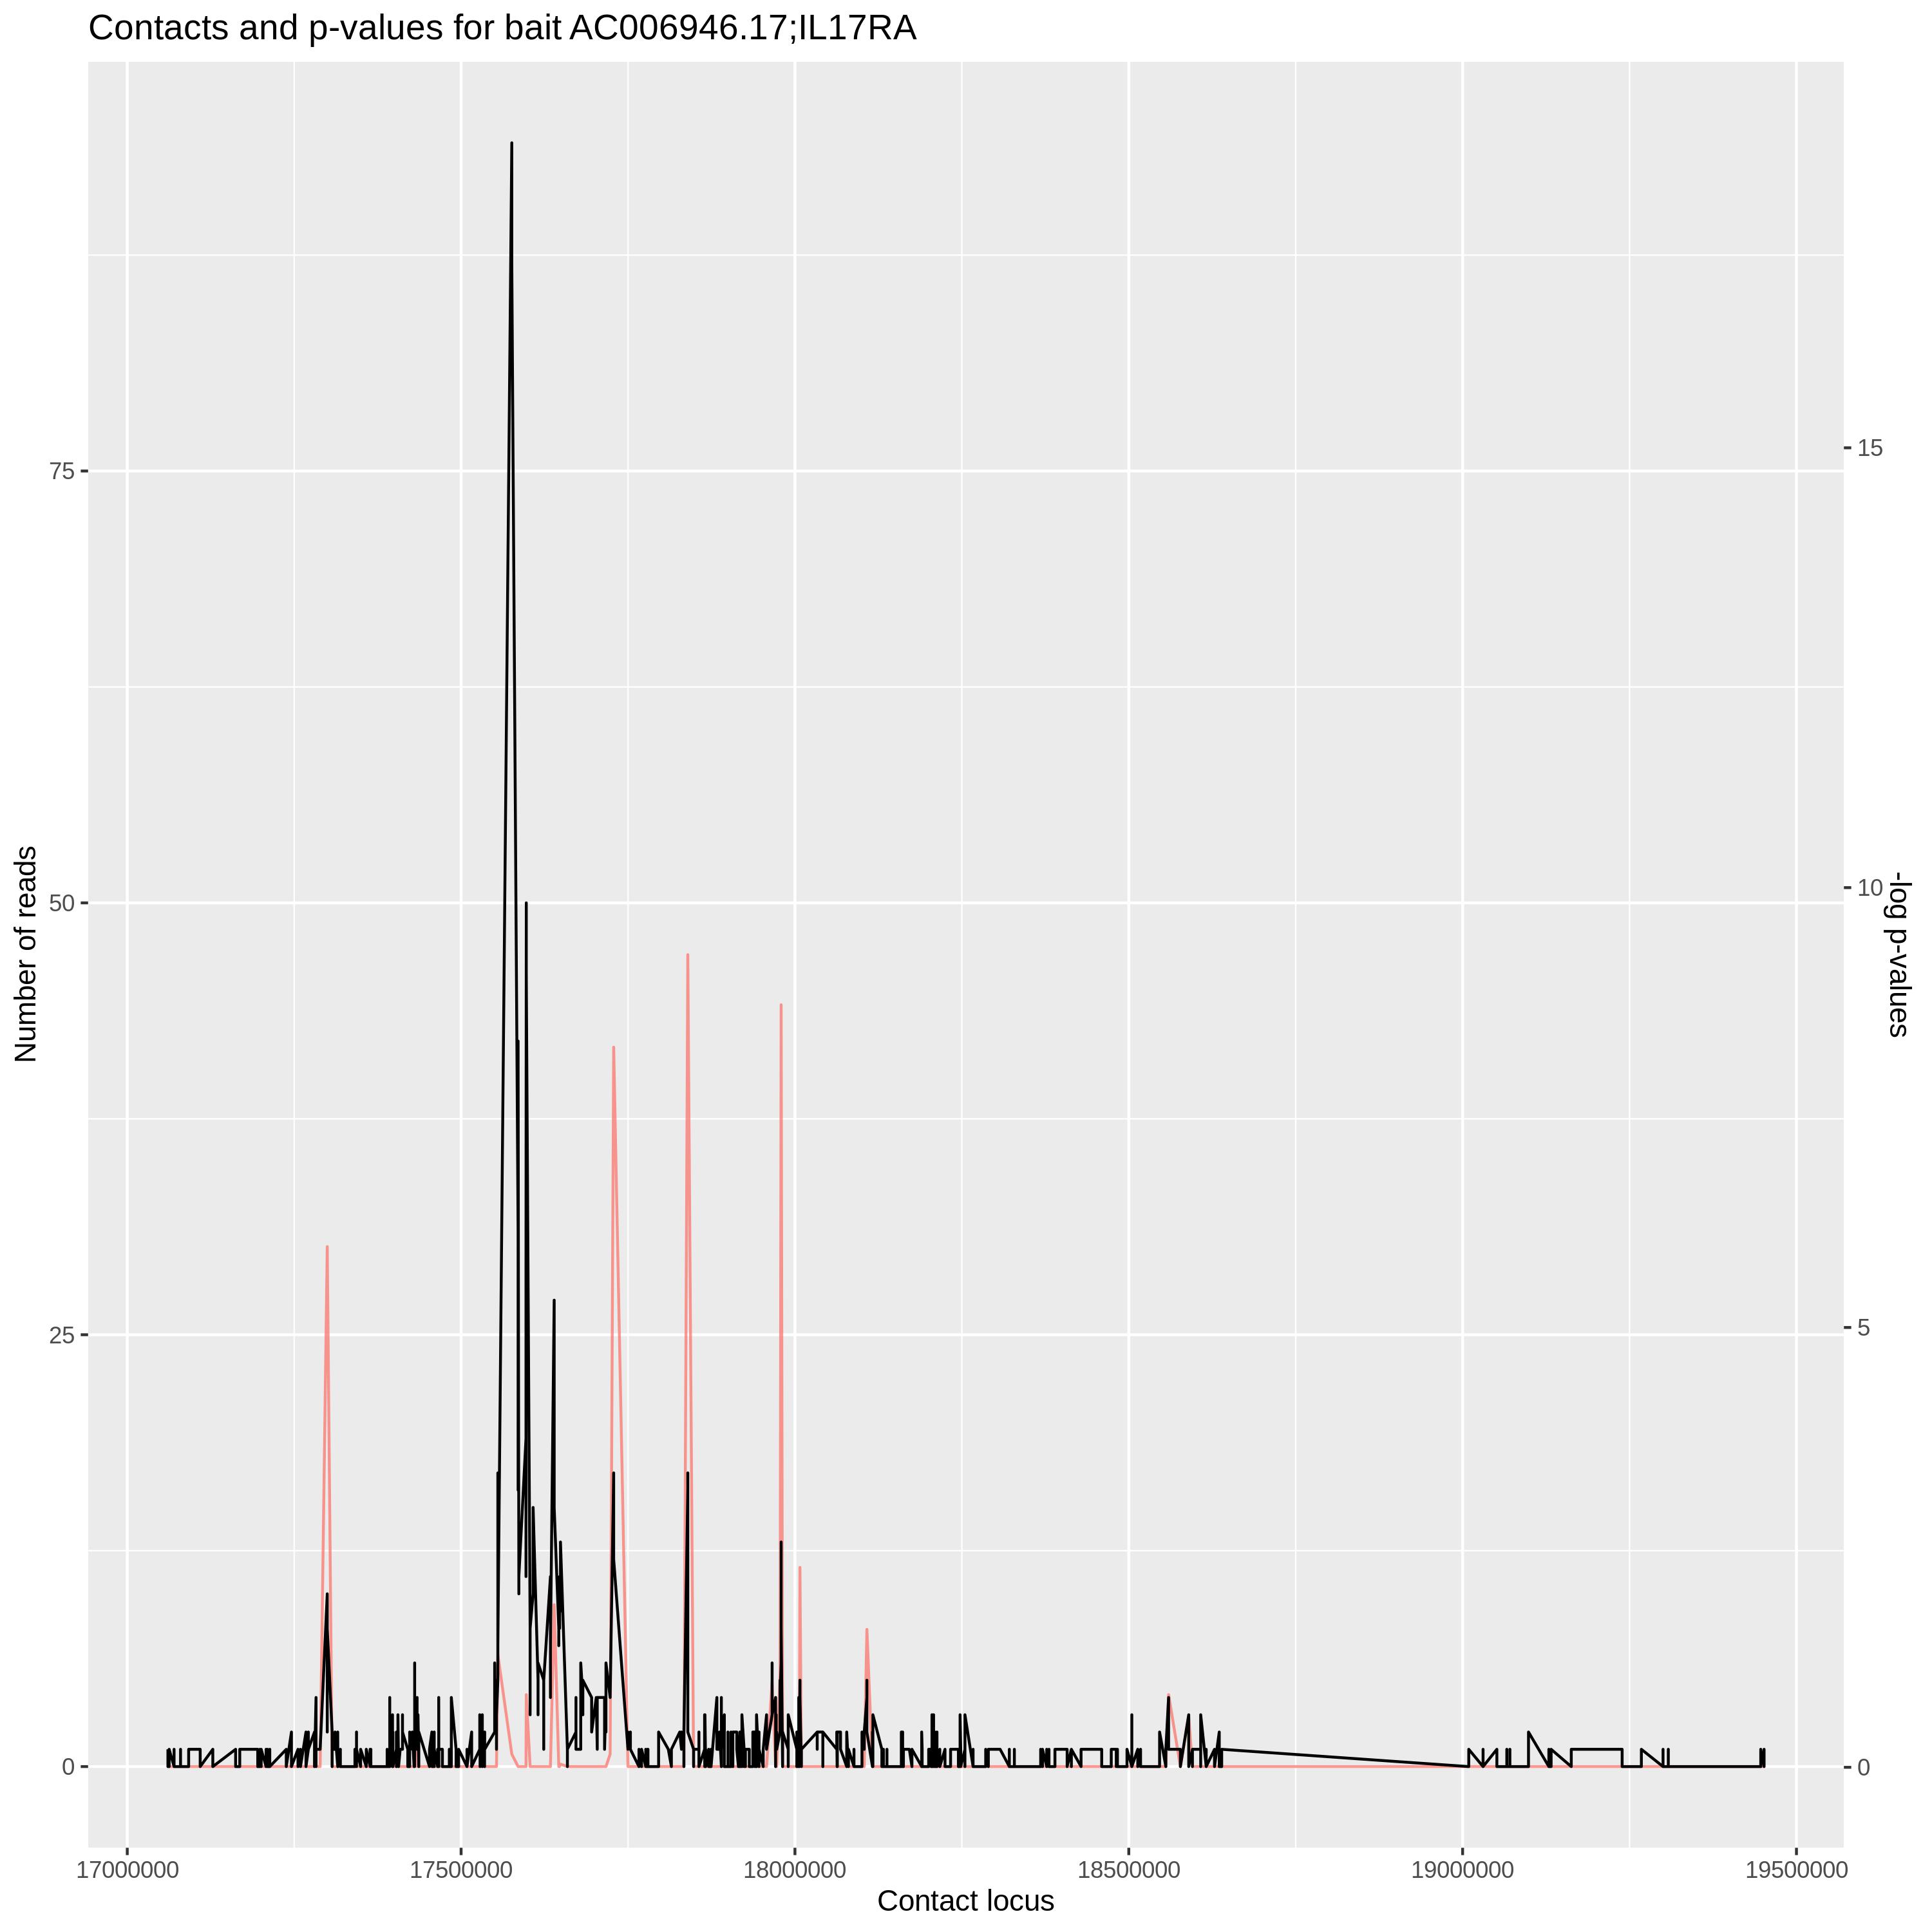 Contacts and p-values for bait AC006946.17;IL17RA
75
50
25
0
Number of reads
15
10
5
0
-log p-values
17000000 17500000 18000000 18500000 19000000 19500000
Contact locus